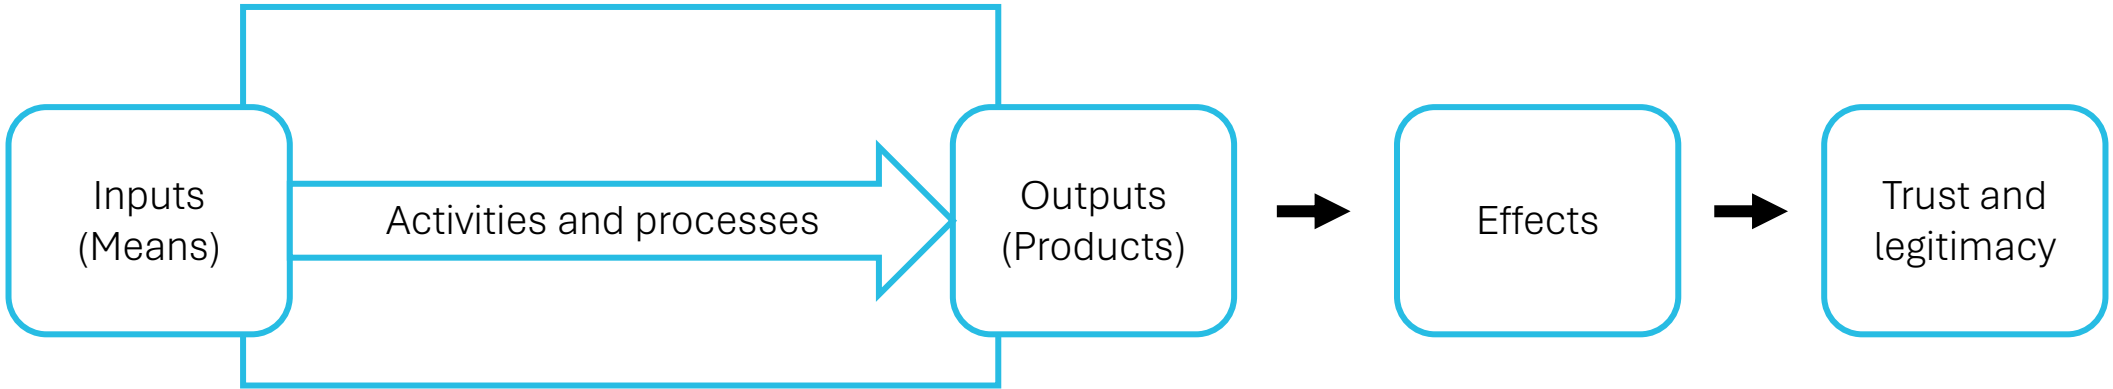 Inputs
(Means)
Activities and processes
Outputs
(Products)
Effects
Trust and
legitimacy